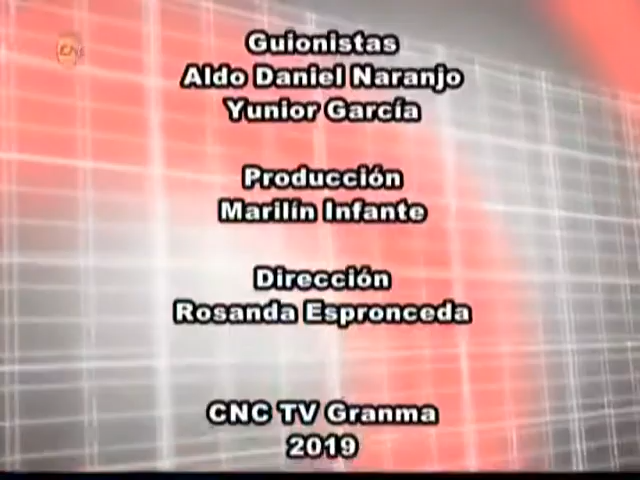 Guionistas
Aldo Daniel Naranjo
Yunior García
Producción
Marilín Infante
Dirección
Rosanda Espronceda
CNC TV Granma
2019